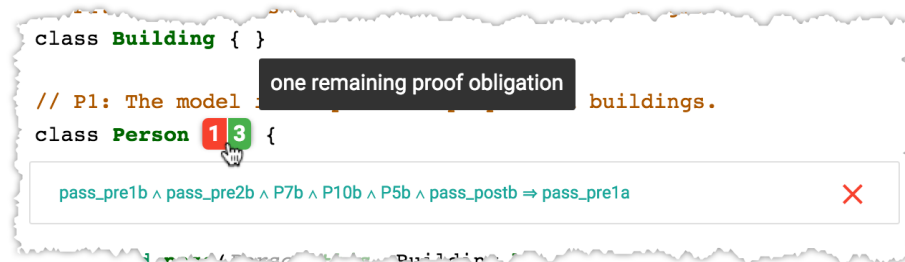 class Building { }
one remaining proof obligation
// P1: The model buildings.
class Person 1 3 {
pass_pre1b ∧ pass_pre2b ∧ P7b ∧ P10b ∧ P5b ∧ pass_postb ⇒ pass_pre1a